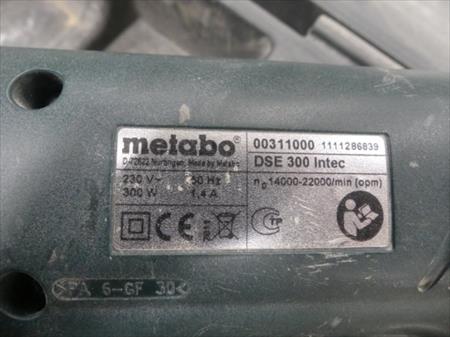 metabo
D-72622 Nürtingen, Made by Metabo
230 V~ 50 Hz
300 W 1,4 A
CE
00311000 1111286839
DSE 300 Intec
n₀ 14000-22000/min (opm)
>PA 6-GF 30<